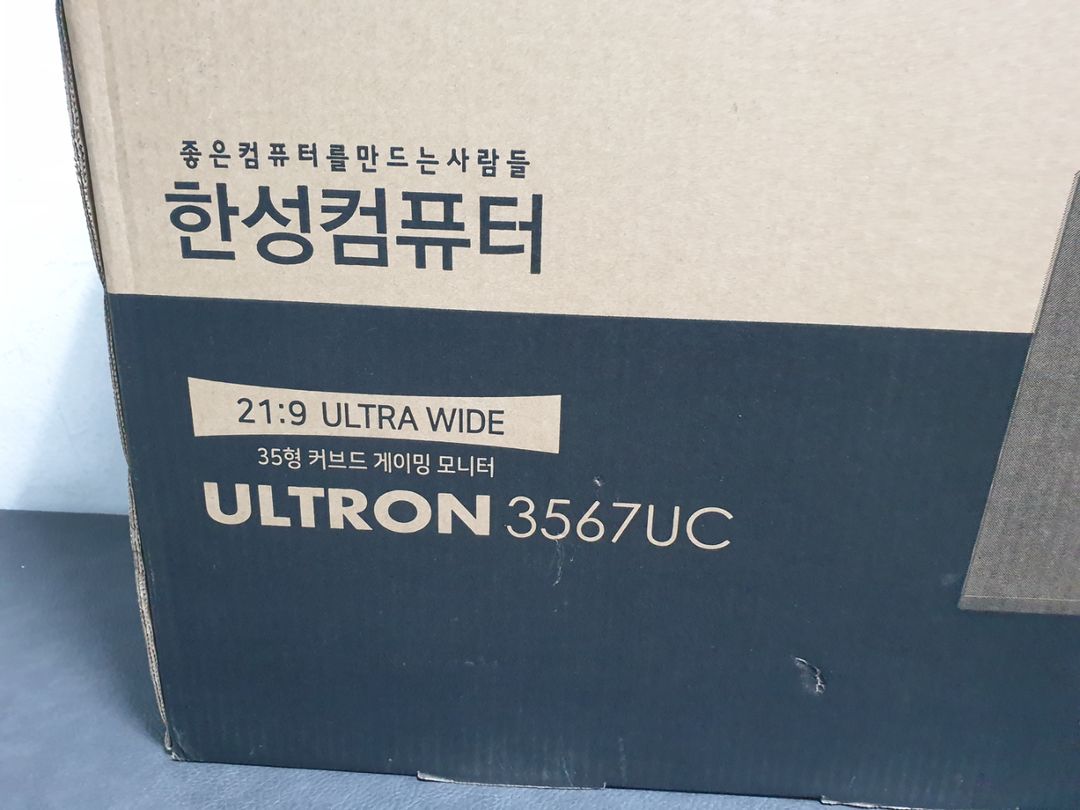 좋은컴퓨터를만드는사람들
한성컴퓨터
21:9 ULTRA WIDE
35형 커브드 게이밍 모니터
ULTRON 3567UC